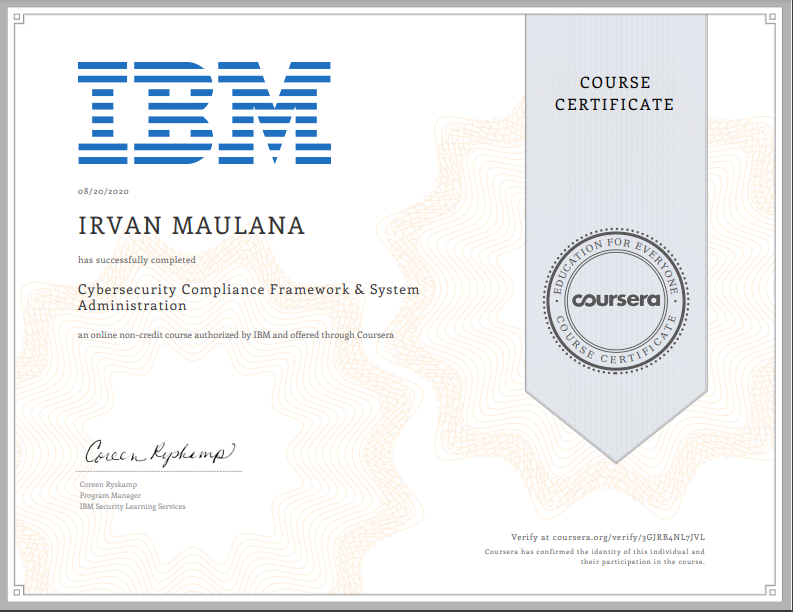 COURSE
CERTIFICATE
IBM
08/20/2020
IRVAN MAULANA
has successfully completed
Cybersecurity Compliance Framework & System
Administration
an online non-credit course authorized by IBM and offered through Coursera
EDUCATION FOR EVERYONE
coursera
COURSE CERTIFICATE
Coreen Ryskamp
Coreen Ryskamp
Program Manager
IBM Security Learning Services
Verify at coursera.org/verify/3GJRB4NL7JVL
Coursera has confirmed the identity of this individual and
their participation in the course.